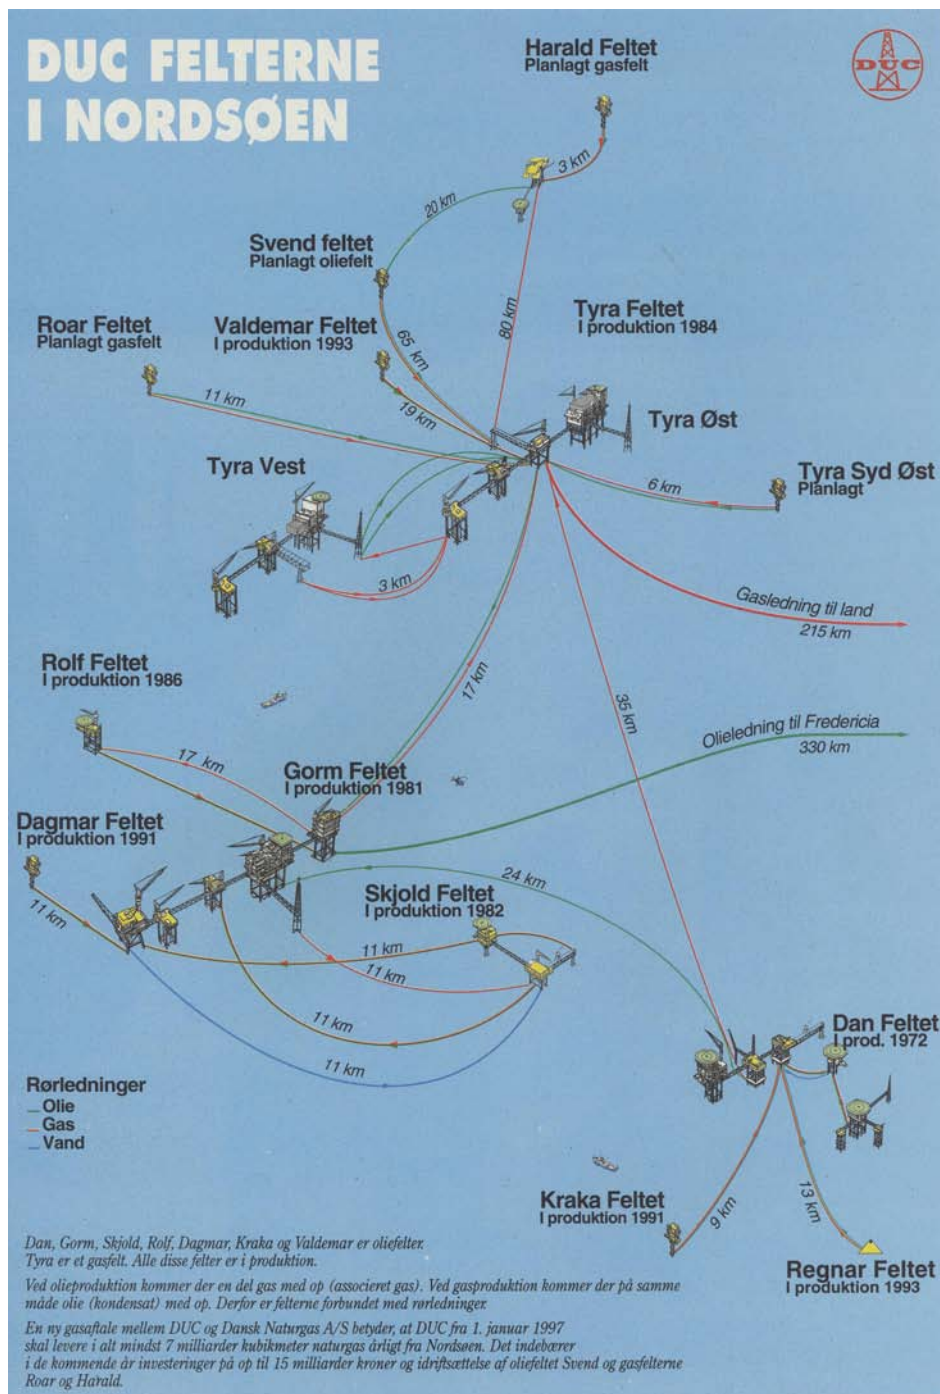 DUC FELTERNE
I NORDSØEN
DUC
Harald Feltet
Planlagt gasfelt
3 km
20 km
Svend feltet
Planlagt oliefelt
80 km
Tyra Feltet
I produktion 1984
Roar Feltet
Planlagt gasfelt
Valdemar Feltet
I produktion 1993
65 km
11 km
19 km
Tyra Øst
Tyra Vest
Tyra Syd Øst
Planlagt
6 km
3 km
Gasledning til land
215 km
Rolf Feltet
I produktion 1986
17 km
35 km
Olieledning til Fredericia
330 km
17 km
Gorm Feltet
I produktion 1981
Dagmar Feltet
I produktion 1991
24 km
Skjold Feltet
I produktion 1982
11 km
11 km
11 km
11 km
11 km
Dan Feltet
I prod. 1972
Rørledninger
Olie
Gas
Vand
Kraka Feltet
I produktion 1991
9 km
13 km
Regnar Feltet
I produktion 1993
Dan, Gorm, Skjold, Rolf, Dagmar, Kraka og Valdemar er oliefelter.
Tyra er et gasfelt. Alle disse felter er i produktion.
Ved olieproduktion kommer der en del gas med op (associeret gas). Ved gasproduktion kommer der på samme
måde olie (kondensat) med op. Derfor er felterne forbundet med rørledninger.
En ny gasaftale mellem DUC og Dansk Naturgas A/S betyder, at DUC fra 1. januar 1997
skal levere i alt mindst 7 milliarder kubikmeter naturgas årligt fra Nordsøen. Det indebærer
i de kommende år investeringer på op til 15 milliarder kroner og idriftsættelse af oliefeltet Svend og gasfelterne
Roar og Harald.